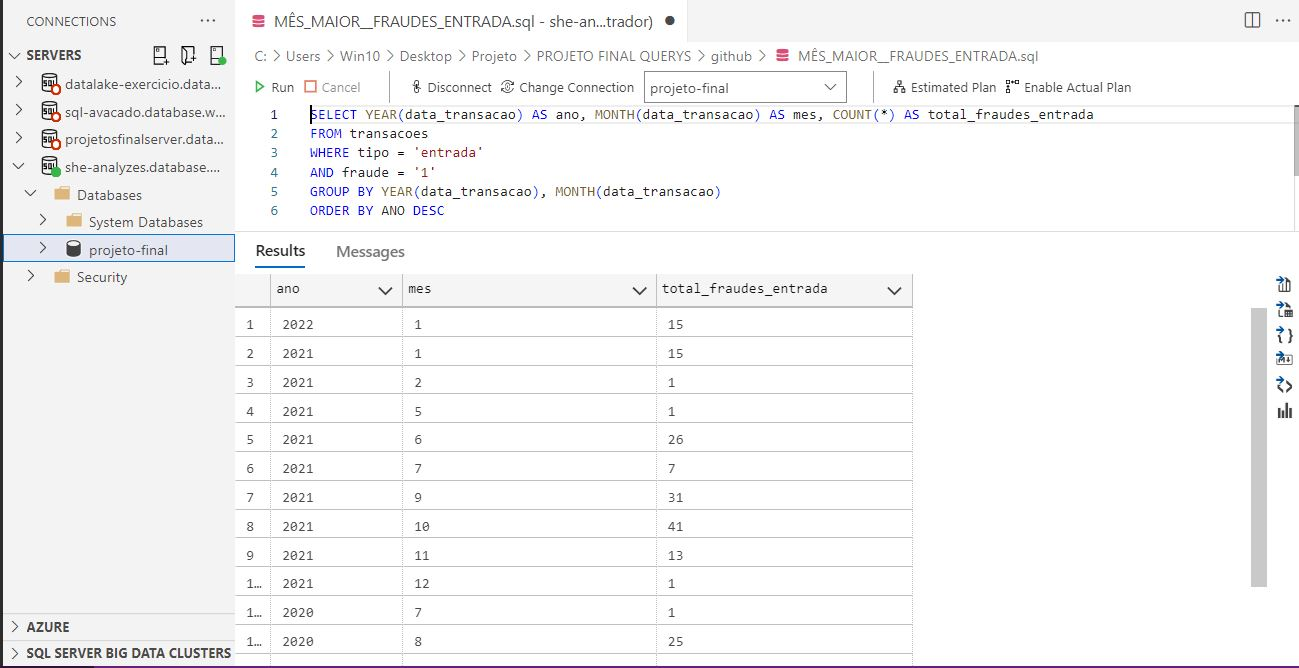 CONNECTIONS ...
SERVERS
datalake-exercicio.data...
sql-avacado.database.w...
projetosfinalserver.data...
she-analyzes.database....
Databases
System Databases
projeto-final
Security
AZURE
SQL SERVER BIG DATA CLUSTERS
MÊS_MAIOR__FRAUDES_ENTRADA.sql - she-an...trador) ●
C: > Users > Win10 > Desktop > Projeto > PROJETO FINAL QUERYS > github > MÊS_MAIOR__FRAUDES_ENTRADA.sql
Run Cancel Disconnect Change Connection projeto-final Estimated Plan Enable Actual Plan
1 SELECT YEAR(data_transacao) AS ano, MONTH(data_transacao) AS mes, COUNT(*) AS total_fraudes_entrada
2 FROM transacoes
3 WHERE tipo = 'entrada'
4 AND fraude = '1'
5 GROUP BY YEAR(data_transacao), MONTH(data_transacao)
6 ORDER BY ANO DESC
Results Messages
ano mes total_fraudes_entrada
1 2022 1 15
2 2021 1 15
3 2021 2 1
4 2021 5 1
5 2021 6 26
6 2021 7 7
7 2021 9 31
8 2021 10 41
9 2021 11 13
1... 2021 12 1
1... 2020 7 1
1... 2020 8 25